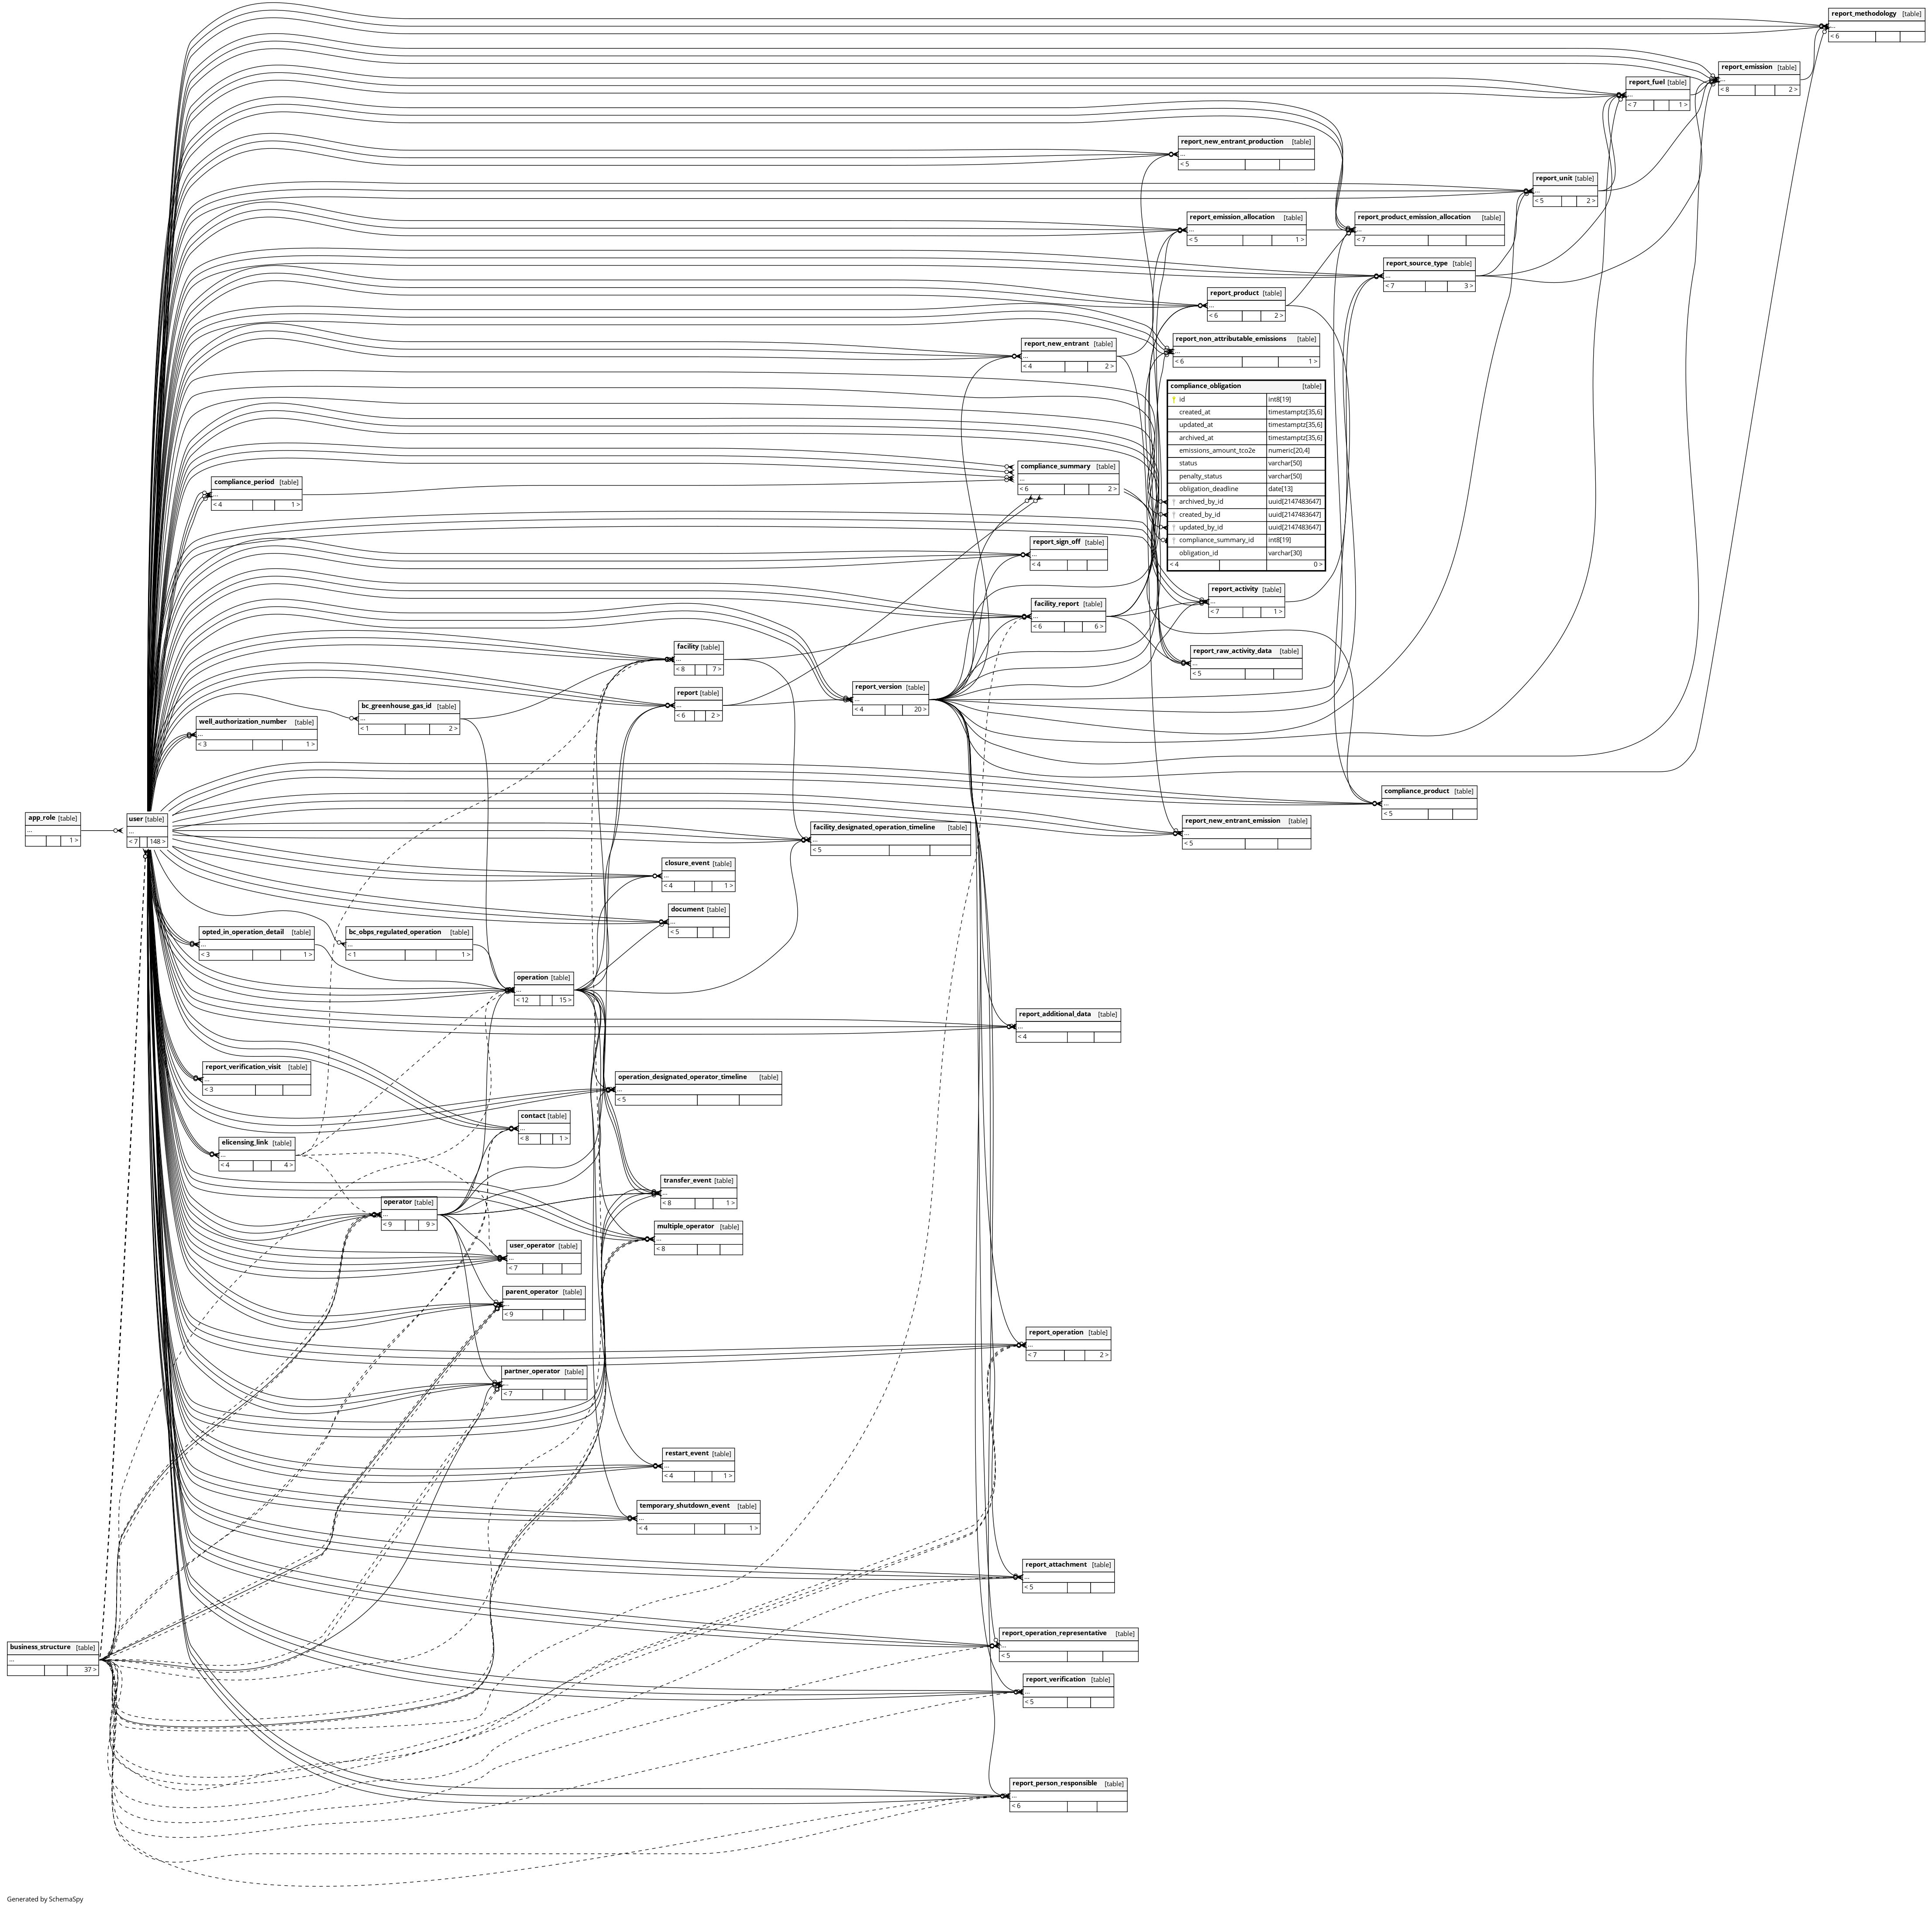 report_methodology [table]
...
< 6
report_emission [table]
...
< 8 2 >
report_fuel [table]
...
< 7 1 >
report_new_entrant_production [table]
...
< 5
report_unit [table]
...
< 5 2 >
report_emission_allocation [table]
...
< 5 1 >
report_product_emission_allocation [table]
...
< 7
report_source_type [table]
...
< 7 3 >
report_product [table]
...
< 6 2 >
report_new_entrant [table]
...
< 4 2 >
report_non_attributable_emissions [table]
...
< 6 1 >
compliance_obligation [table]
id int8[19]
created_at timestamptz[35,6]
updated_at timestamptz[35,6]
archived_at timestamptz[35,6]
emissions_amount_tco2e numeric[20,4]
status varchar[50]
penalty_status varchar[50]
obligation_deadline date[13]
archived_by_id uuid[2147483647]
created_by_id uuid[2147483647]
updated_by_id uuid[2147483647]
compliance_summary_id int8[19]
obligation_id varchar[30]
< 4 0 >
compliance_summary [table]
...
< 6 2 >
compliance_period [table]
...
< 4 1 >
report_sign_off [table]
...
< 4
report_activity [table]
...
< 7 1 >
facility_report [table]
...
< 6 6 >
facility [table]
...
< 8 7 >
report_raw_activity_data [table]
...
< 5
report [table]
...
< 6 2 >
report_version [table]
...
< 4 20 >
bc_greenhouse_gas_id [table]
...
< 1 2 >
well_authorization_number [table]
...
< 3 1 >
compliance_product [table]
...
< 5
app_role [table]
...
1 >
user [table]
...
< 7 148 >
report_new_entrant_emission [table]
...
< 5
facility_designated_operation_timeline [table]
...
< 5
closure_event [table]
...
< 4 1 >
document [table]
...
< 5
opted_in_operation_detail [table]
...
< 3 1 >
bc_obps_regulated_operation [table]
...
< 1 1 >
operation [table]
...
< 12 15 >
report_additional_data [table]
...
< 4
report_verification_visit [table]
...
< 3
operation_designated_operator_timeline [table]
...
< 5
contact [table]
...
< 8 1 >
elicensing_link [table]
...
< 4 4 >
transfer_event [table]
...
< 8 1 >
operator [table]
...
< 9 9 >
multiple_operator [table]
...
< 8
user_operator [table]
...
< 7
parent_operator [table]
...
< 9
report_operation [table]
...
< 7 2 >
partner_operator [table]
...
< 7
restart_event [table]
...
< 4 1 >
temporary_shutdown_event [table]
...
< 4 1 >
report_attachment [table]
...
< 5
business_structure [table]
...
37 >
report_operation_representative [table]
...
< 5
report_verification [table]
...
< 5
report_person_responsible [table]
...
< 6
Generated by SchemaSpy